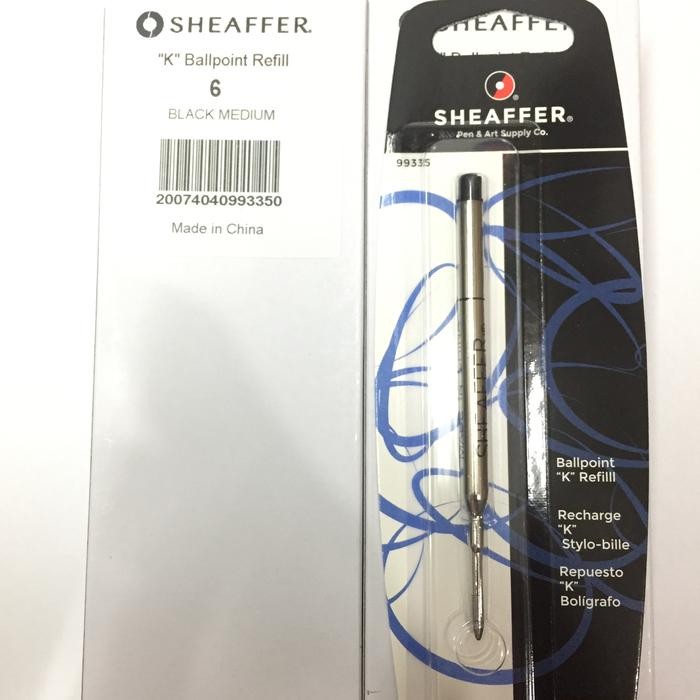 SHEAFFER®
"K" Ballpoint Refill
6
BLACK MEDIUM
20074040993350
Made in China
SHEAFFER
SHEAFFER®
Pen & Art Supply Co.
99335
SHEAFFER
Ballpoint
"K" Refilll
Recharge
"K"
Stylo-bille
Repuesto
"K"
Bolígrafo